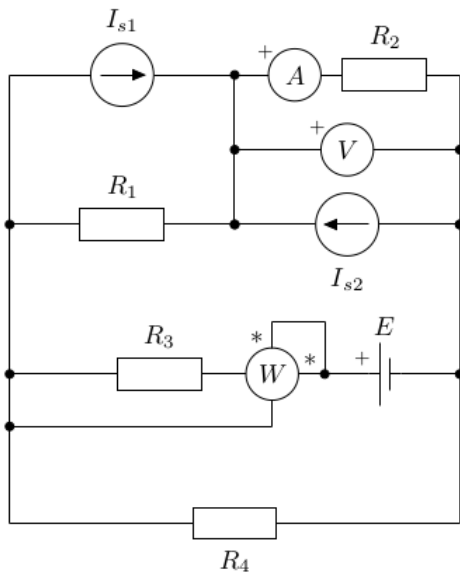 I_{s1}
+
A
R_2
+
V
R_1
I_{s2}
E
R_3
*
*
+
W
R_4